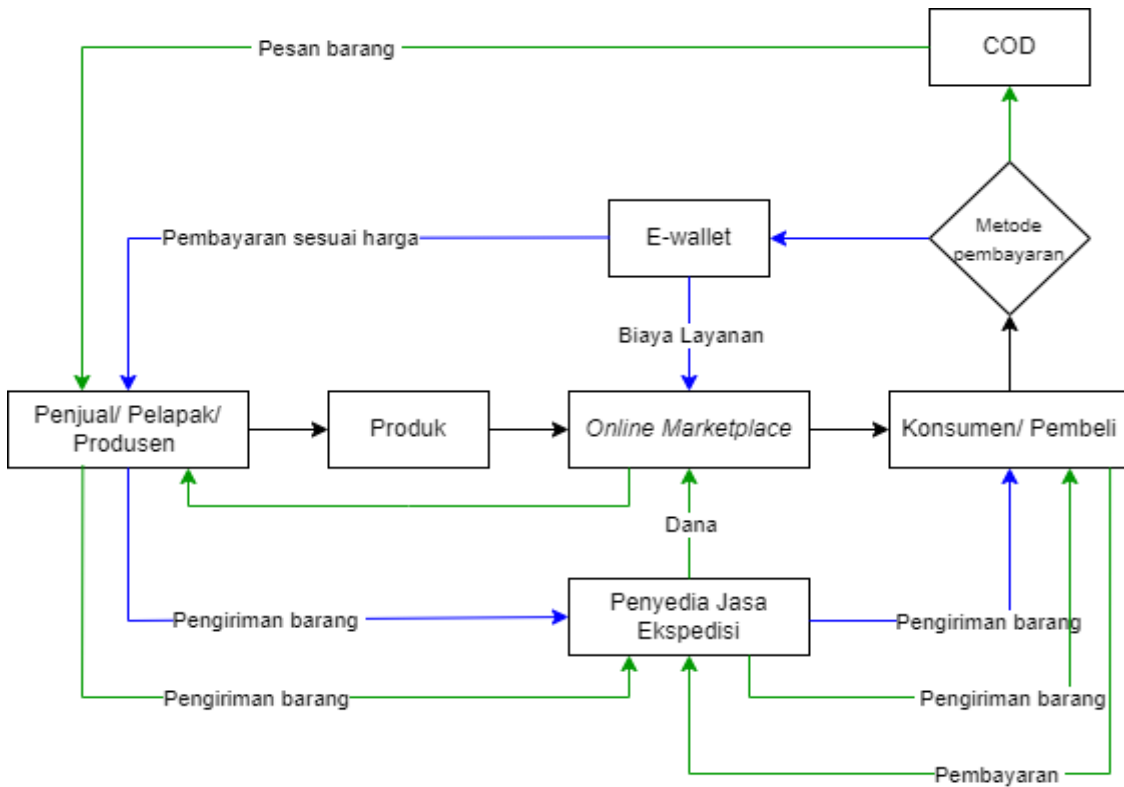 COD
Pesan barang
Metode
pembayaran
E-wallet
Pembayaran sesuai harga
Biaya Layanan
Penjual/ Pelapak/
Produsen
Produk
Online Marketplace
Konsumen/ Pembeli
Dana
Penyedia Jasa
Ekspedisi
Pengiriman barang
Pengiriman barang
Pengiriman barang
Pengiriman barang
Pembayaran